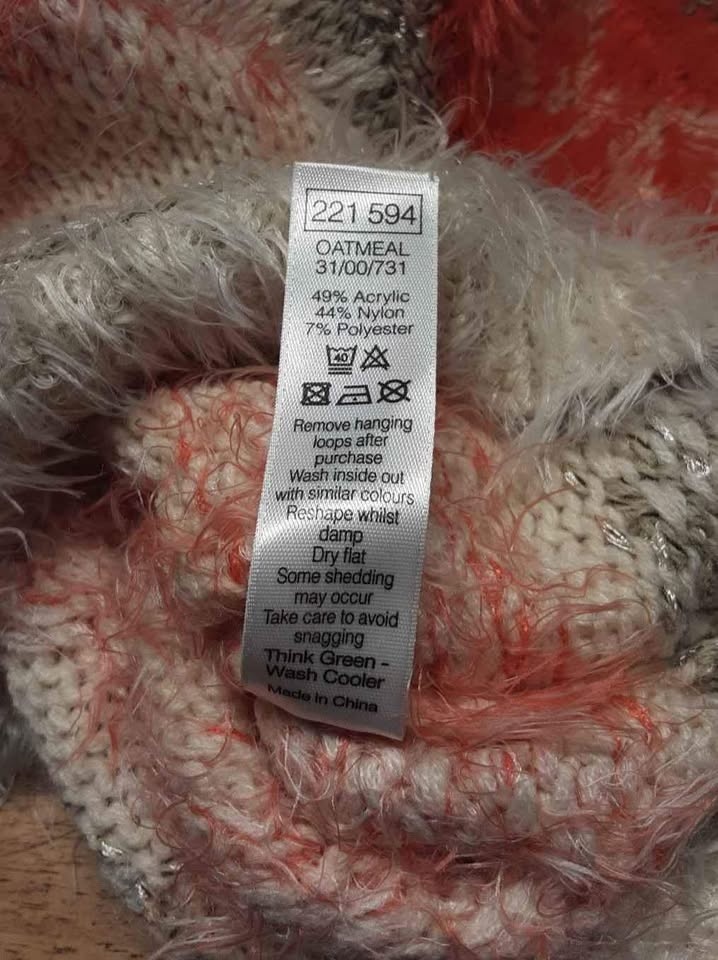 221 594
OATMEAL
31/00/731
49% Acrylic
44% Nylon
7% Polyester
40
Remove hanging
loops after
purchase
Wash inside out
with similar colours
Reshape whilst
damp
Dry flat
Some shedding
may occur
Take care to avoid
snagging
Think Green -
Wash Cooler
Made in China